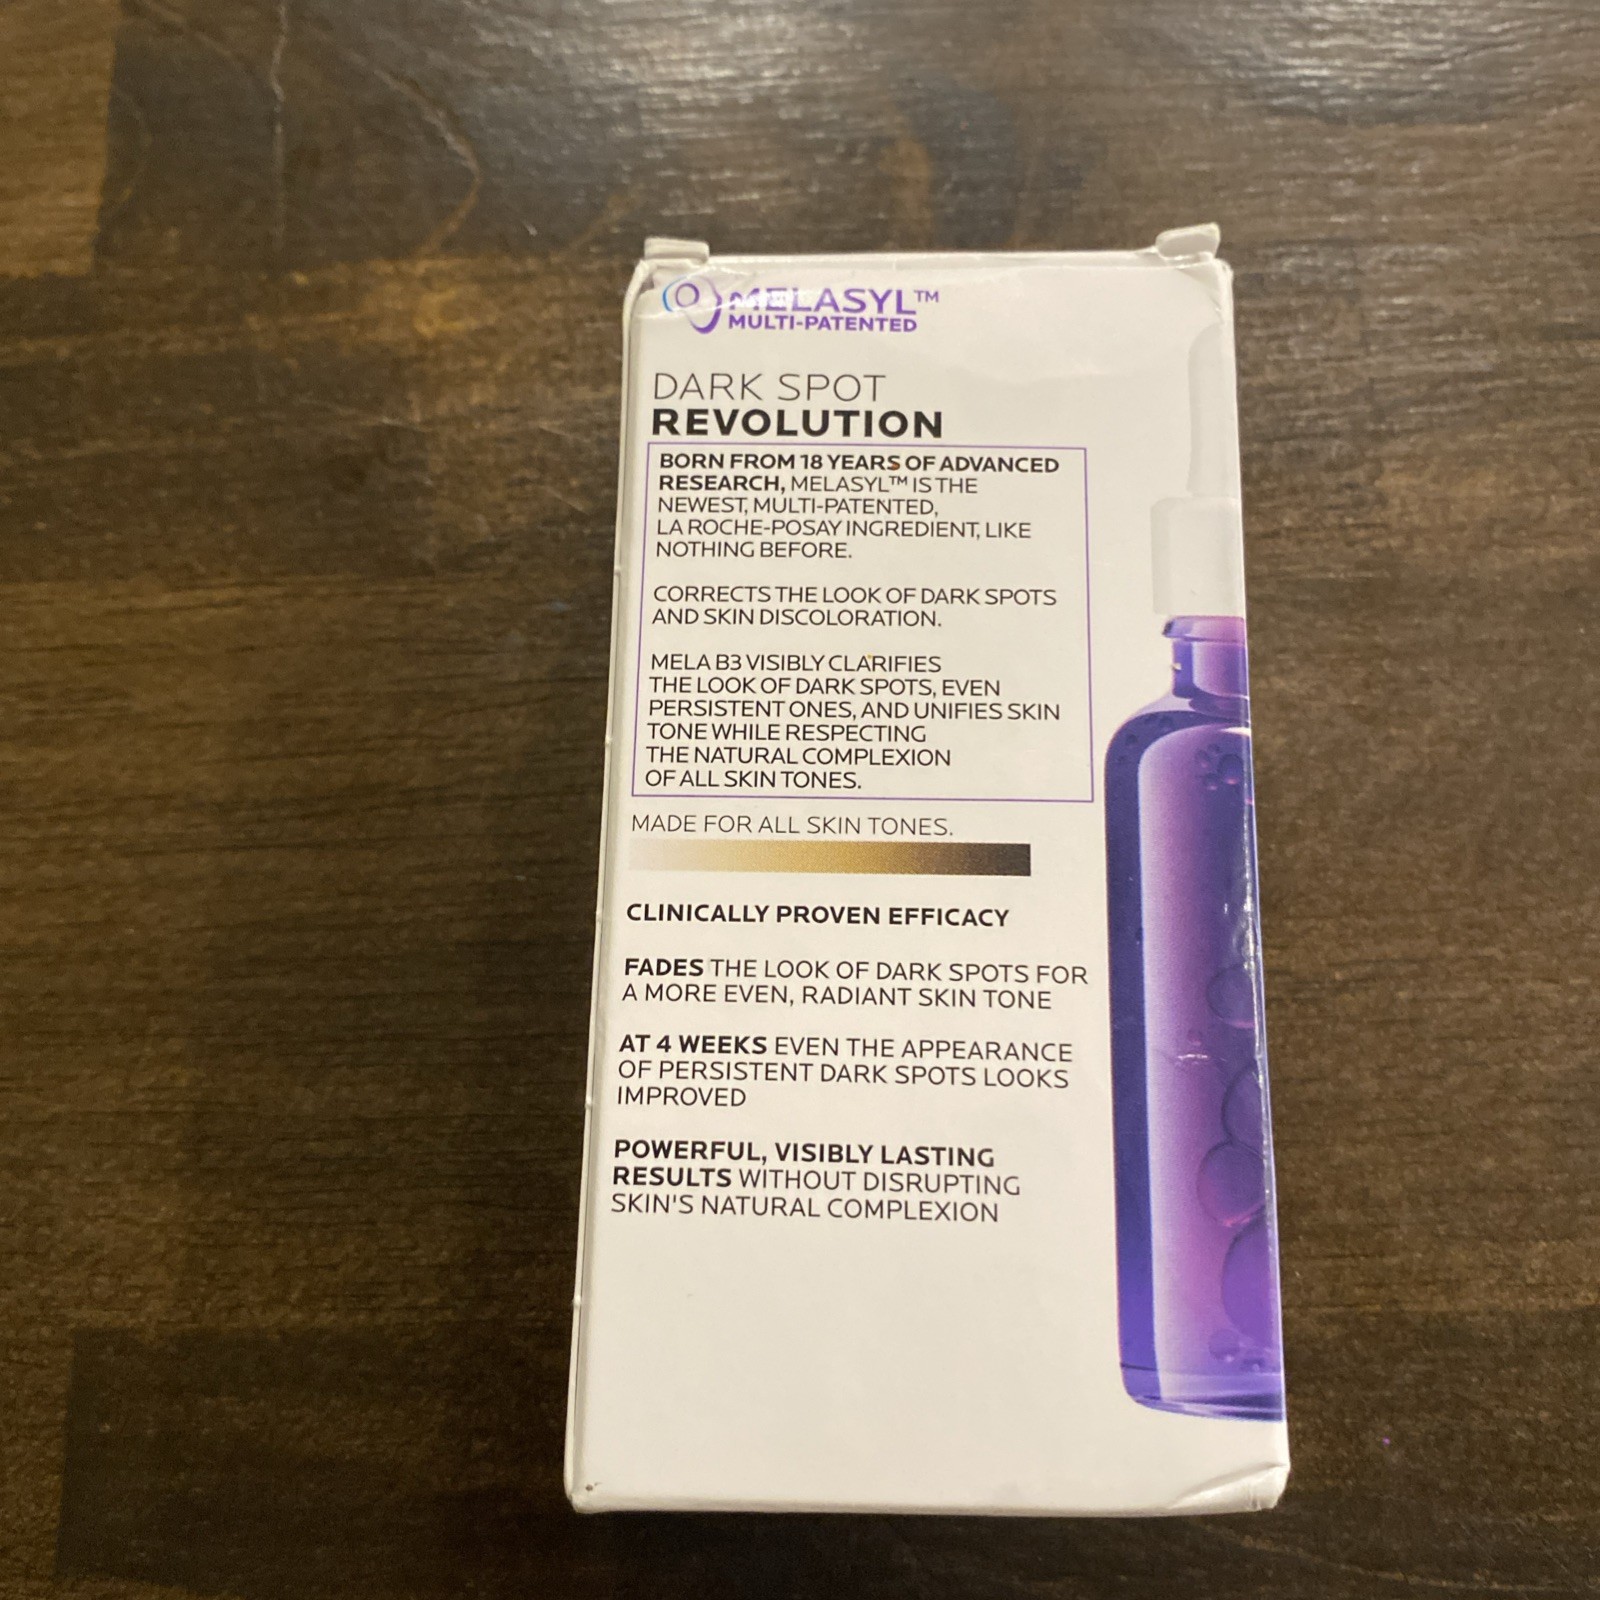 MELASYL™
MULTI-PATENTED
DARK SPOT
REVOLUTION
BORN FROM 18 YEARS OF ADVANCED
RESEARCH, MELASYL™ IS THE
NEWEST, MULTI-PATENTED,
LA ROCHE-POSAY INGREDIENT, LIKE
NOTHING BEFORE.
CORRECTS THE LOOK OF DARK SPOTS
AND SKIN DISCOLORATION.
MELA B3 VISIBLY CLARIFIES
THE LOOK OF DARK SPOTS, EVEN
PERSISTENT ONES, AND UNIFIES SKIN
TONE WHILE RESPECTING
THE NATURAL COMPLEXION
OF ALL SKIN TONES.
MADE FOR ALL SKIN TONES.
CLINICALLY PROVEN EFFICACY
FADES THE LOOK OF DARK SPOTS FOR
A MORE EVEN, RADIANT SKIN TONE
AT 4 WEEKS EVEN THE APPEARANCE
OF PERSISTENT DARK SPOTS LOOKS
IMPROVED
POWERFUL, VISIBLY LASTING
RESULTS WITHOUT DISRUPTING
SKIN'S NATURAL COMPLEXION